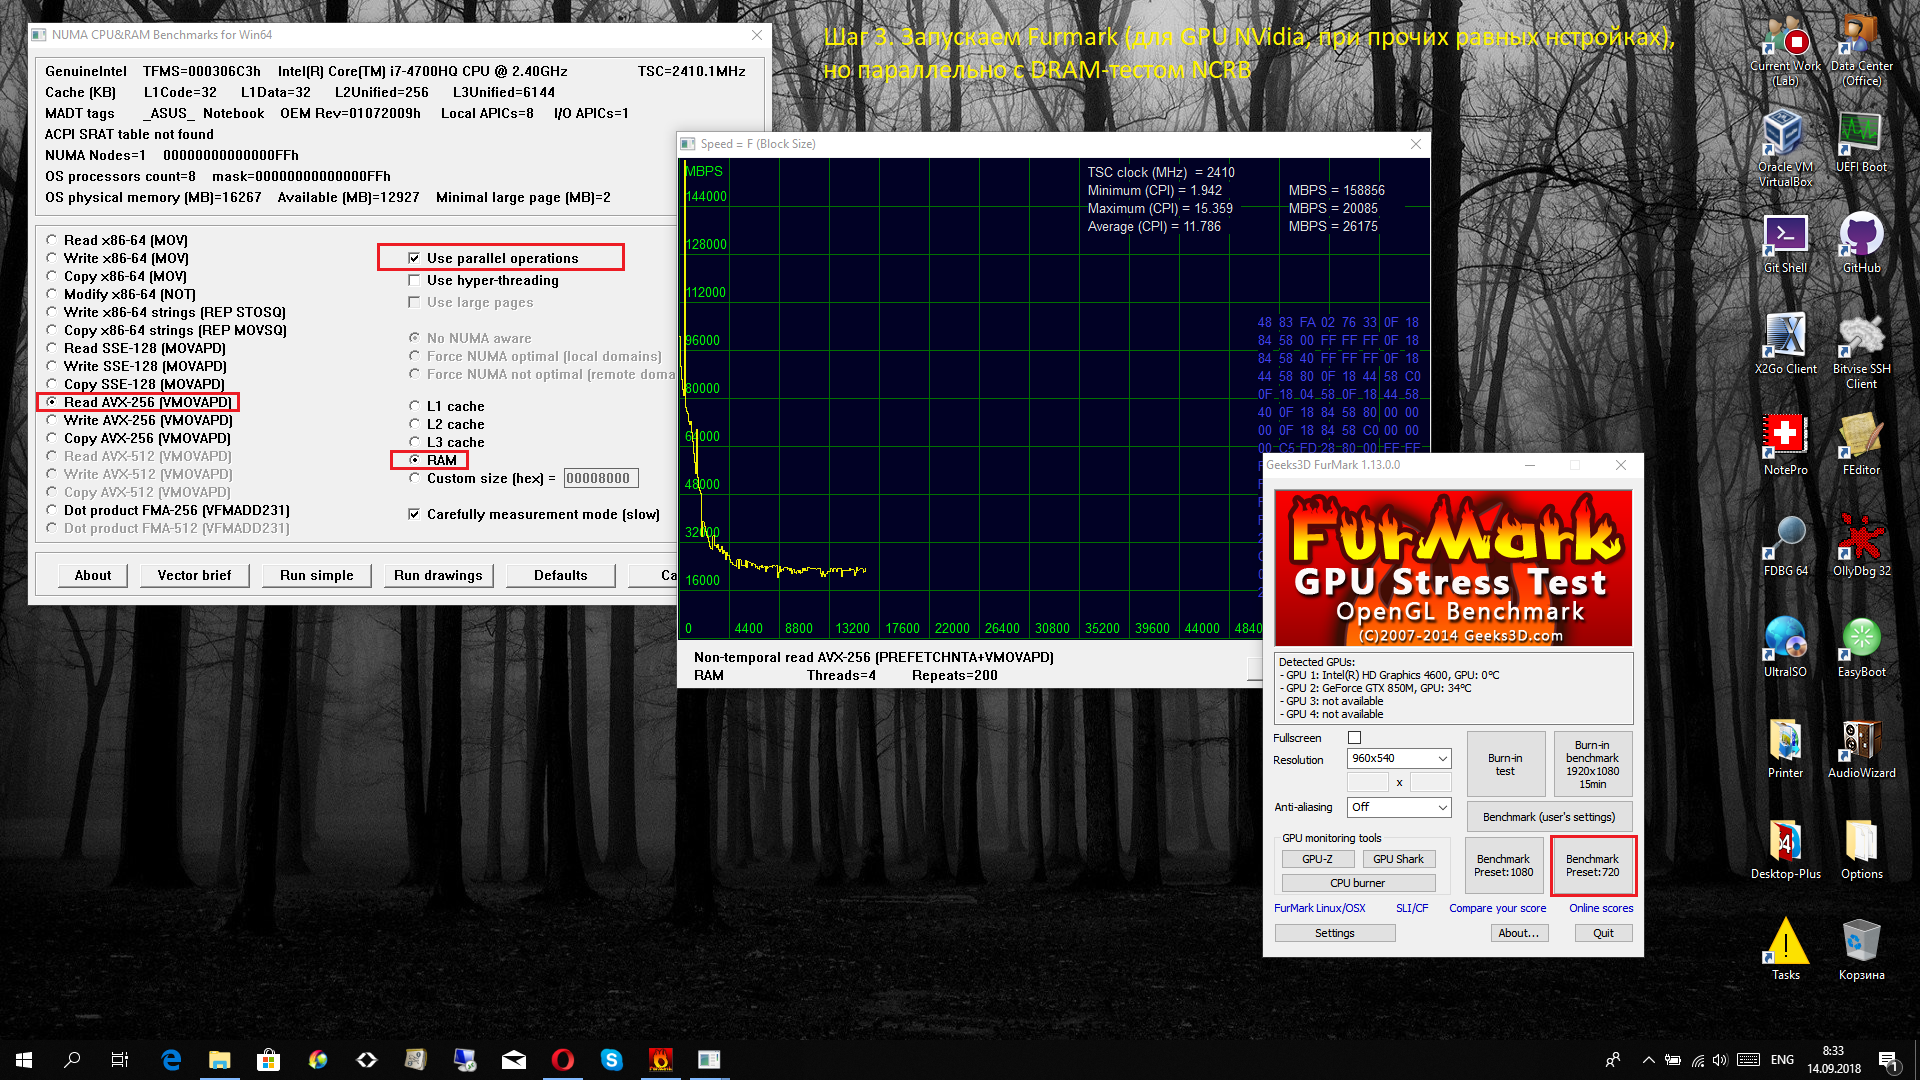 Шаг 3. Запускаем Furmark (для GPU NVidia, при прочих равных нстройках),
но параллельно с DRAM-тестом NCRB
NUMA CPU&RAM Benchmarks for Win64
GenuineIntel TFMS=000306C3h Intel(R) Core(TM) i7-4700HQ CPU @ 2.40GHz TSC=2410.1MHz
Cache (KB) L1Code=32 L1Data=32 L2Unified=256 L3Unified=6144
MADT tags _ASUS_ Notebook OEM Rev=01072009h Local APICs=8 I/O APICs=1
ACPI SRAT table not found
NUMA Nodes=1 00000000000000FFh
OS processors count=8 mask=00000000000000FFh
OS physical memory (MB)=16267 Available (MB)=12927 Minimal large page (MB)=2
Read x86-64 (MOV)
Write x86-64 (MOV)
Copy x86-64 (MOV)
Modify x86-64 (NOT)
Write x86-64 strings (REP STOSQ)
Copy x86-64 strings (REP MOVSQ)
Read SSE-128 (MOVAPD)
Write SSE-128 (MOVAPD)
Copy SSE-128 (MOVAPD)
Read AVX-256 (VMOVAPD)
Write AVX-256 (VMOVAPD)
Copy AVX-256 (VMOVAPD)
Read AVX-512 (VMOVAPD)
Write AVX-512 (VMOVAPD)
Copy AVX-512 (VMOVAPD)
Dot product FMA-256 (VFMADD231)
Dot product FMA-512 (VFMADD231)
Use parallel operations
Use hyper-threading
Use large pages
No NUMA aware
Force NUMA optimal (local domains)
Force NUMA not optimal (remote doma
L1 cache
L2 cache
L3 cache
RAM
Custom size (hex) = 00008000
Carefully measurement mode (slow)
About Vector brief Run simple Run drawings Defaults Ca
Speed = F (Block Size)
MBPS
144000
128000
112000
96000
80000
64000
48000
32000
16000
0 4400 8800 13200 17600 22000 26400 30800 35200 39600 44000 4840
TSC clock (MHz) = 2410
Minimum (CPI) = 1.942 MBPS = 158856
Maximum (CPI) = 15.359 MBPS = 20085
Average (CPI) = 11.786 MBPS = 26175
48 83 FA 02 76 33 0F 18
84 58 00 FF FF FF 0F 18
84 58 40 FF FF FF 0F 18
44 58 80 0F 18 44 58 C0
0F 18 04 58 0F 18 44 58
40 0F 18 84 58 80 00 00
00 0F 18 84 58 C0 00 00
00 C5 FD 28 80 00 FF FF
Non-temporal read AVX-256 (PREFETCHNTA+VMOVAPD)
RAM Threads=4 Repeats=200
Geeks3D FurMark 1.13.0.0
FurMark
GPU Stress Test
OpenGL Benchmark
(C)2007-2014 Geeks3D.com
Detected GPUs:
- GPU 1: Intel(R) HD Graphics 4600, GPU: 0°C
- GPU 2: GeForce GTX 850M, GPU: 34°C
- GPU 3: not available
- GPU 4: not available
Fullscreen
Resolution 960x540
x
Anti-aliasing Off
Burn-in
test
Burn-in
benchmark
1920x1080
15min
Benchmark (user's settings)
GPU monitoring tools
GPU-Z GPU Shark
CPU burner
Benchmark
Preset:1080
Benchmark
Preset:720
FurMark Linux/OSX SLI/CF Compare your score Online scores
Settings About... Quit
Current Work
(Lab)
Data Center
(Office)
Oracle VM
VirtualBox
UEFI Boot
Git Shell
GitHub
X2Go Client
Bitvise SSH
Client
NotePro
FEditor
FDBG 64
OllyDbg 32
UltraISO
EasyBoot
Printer
AudioWizard
Desktop-Plus
Options
Tasks
Корзина
ENG
8:33
14.09.2018
1